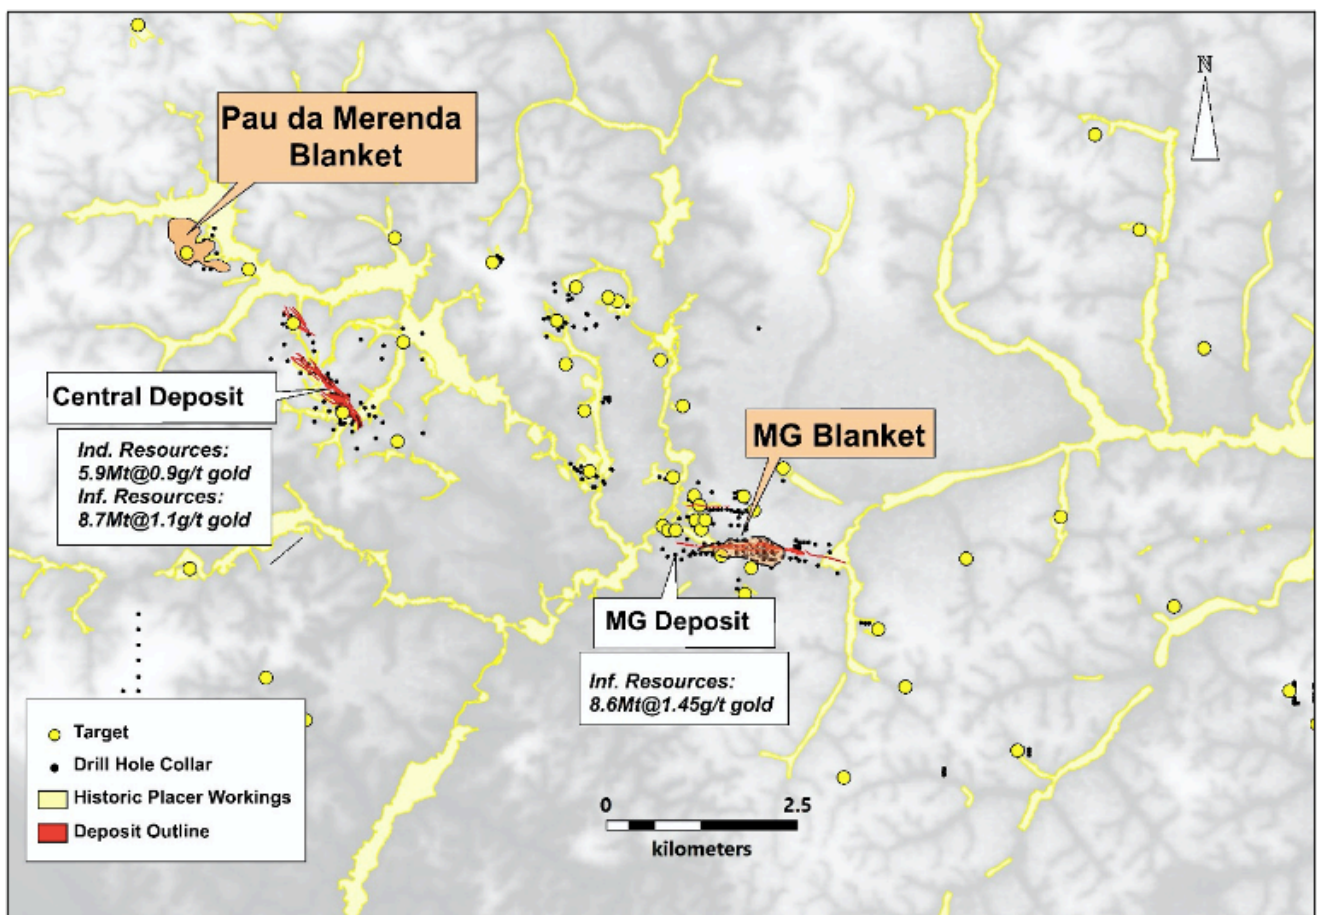 N
Pau da Merenda
Blanket
Central Deposit
Ind. Resources:
5.9Mt@0.9g/t gold
Inf. Resources:
8.7Mt@1.1g/t gold
MG Blanket
MG Deposit
Inf. Resources:
8.6Mt@1.45g/t gold
Target
Drill Hole Collar
Historic Placer Workings
Deposit Outline
0 2.5
kilometers